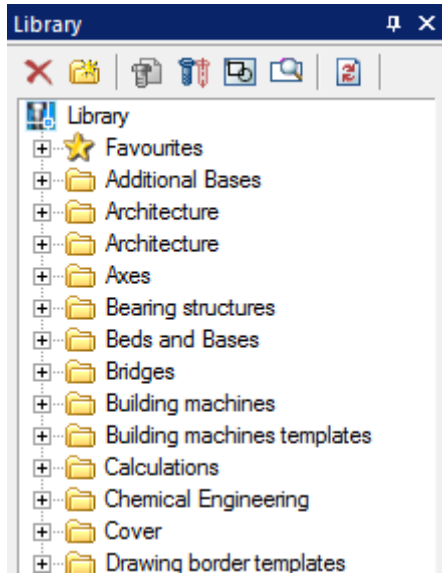 Library
Library
Favourites
Additional Bases
Architecture
Architecture
Axes
Bearing structures
Beds and Bases
Bridges
Building machines
Building machines templates
Calculations
Chemical Engineering
Cover
Drawing border templates